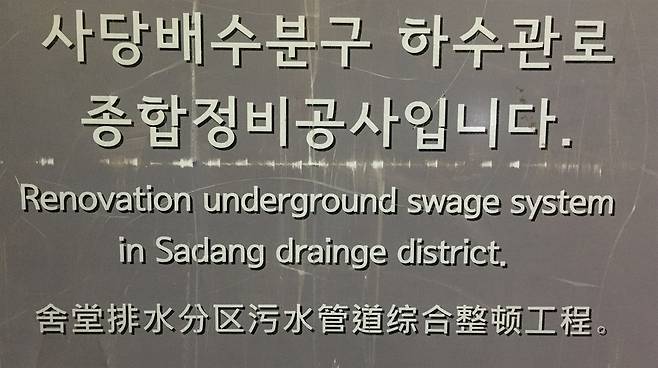 사당배수분구 하수관로
종합정비공사입니다.
Renovation underground swage system
in Sadang drainge district.
舍堂排水分区污水管道综合整顿工程。